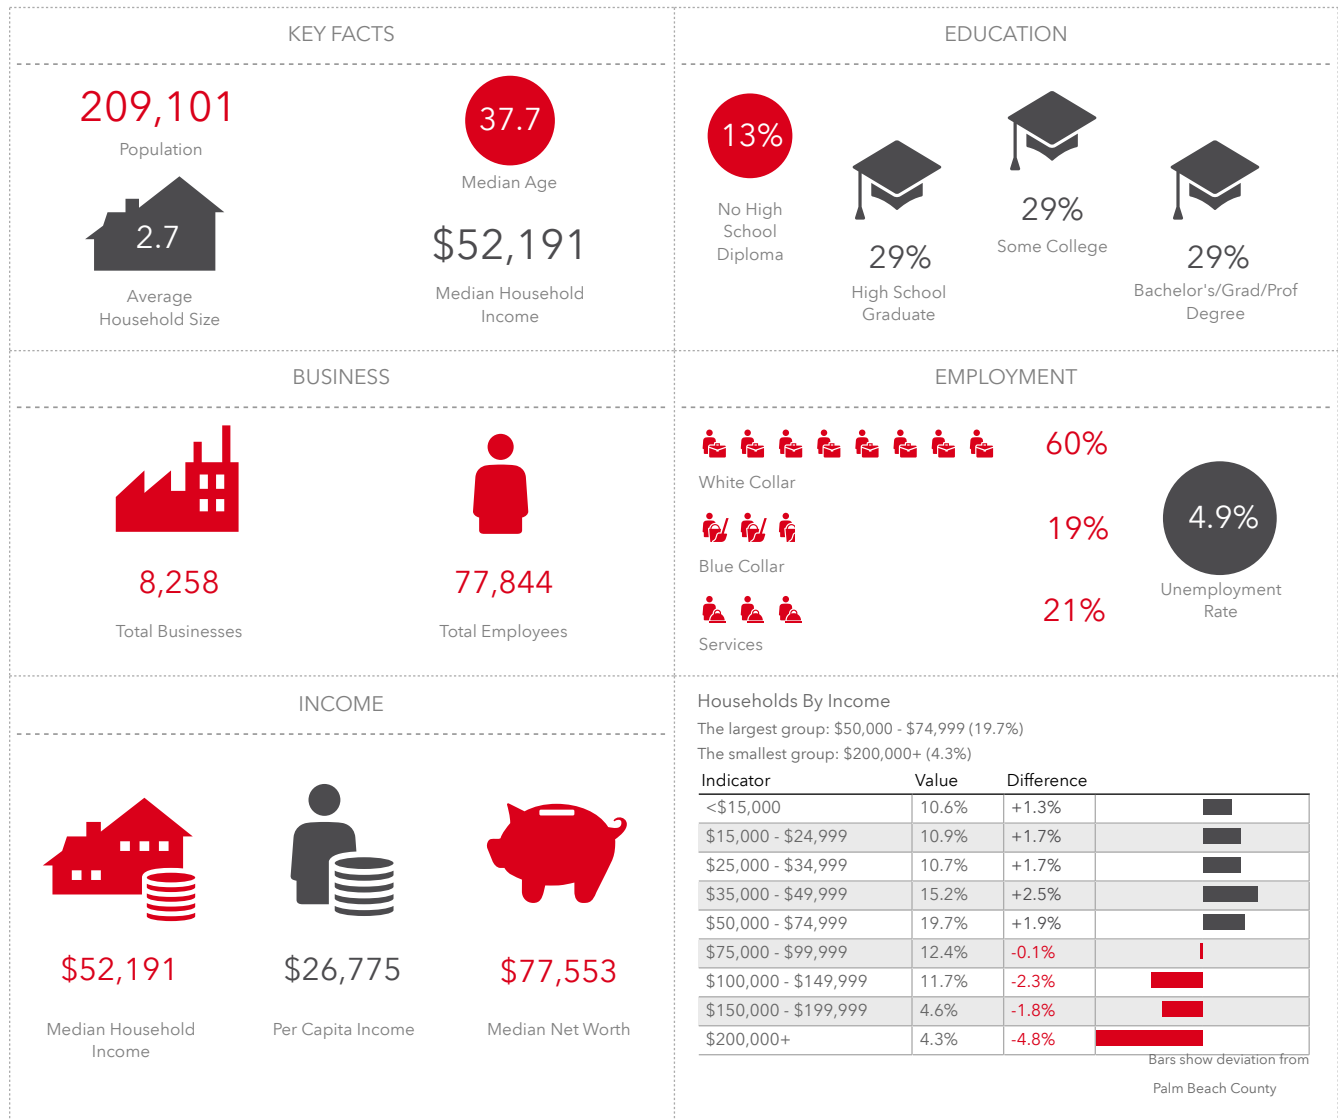 KEY FACTS
209,101
Population
37.7
Median Age
2.7
Average
Household Size
$52,191
Median Household
Income
EDUCATION
13%
No High
School
Diploma
29%
High School
Graduate
29%
Some College
29%
Bachelor's/Grad/Prof
Degree
BUSINESS
8,258
Total Businesses
77,844
Total Employees
EMPLOYMENT
60%
White Collar
19%
Blue Collar
21%
Services
4.9%
Unemployment
Rate
INCOME
$52,191
Median Household
Income
$26,775
Per Capita Income
$77,553
Median Net Worth
Households By Income
The largest group: $50,000 - $74,999 (19.7%)
The smallest group: $200,000+ (4.3%)
Indicator Value Difference
<$15,000 10.6% +1.3%
$15,000 - $24,999 10.9% +1.7%
$25,000 - $34,999 10.7% +1.7%
$35,000 - $49,999 15.2% +2.5%
$50,000 - $74,999 19.7% +1.9%
$75,000 - $99,999 12.4% -0.1%
$100,000 - $149,999 11.7% -2.3%
$150,000 - $199,999 4.6% -1.8%
$200,000+ 4.3% -4.8%
Bars show deviation from
Palm Beach County